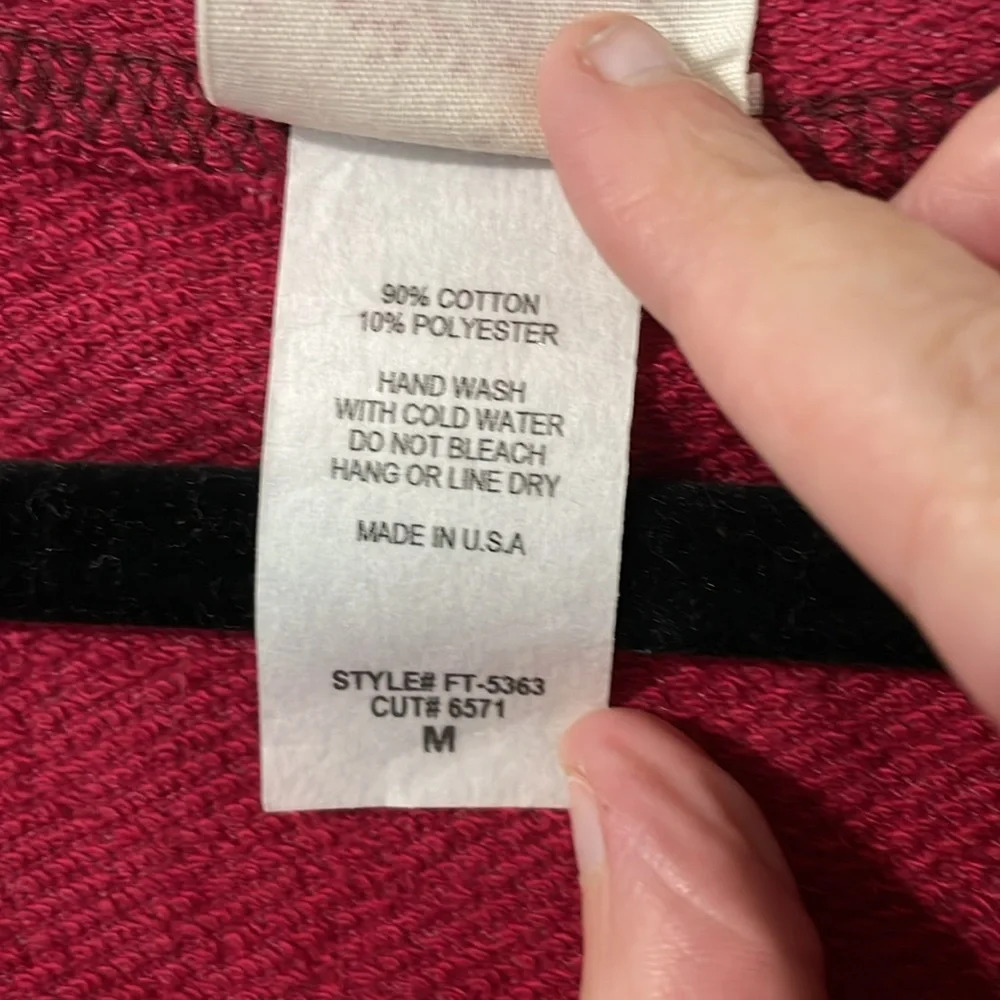 90% COTTON
10% POLYESTER
HAND WASH
WITH COLD WATER
DO NOT BLEACH
HANG OR LINE DRY
MADE IN U.S.A
STYLE# FT-5363
CUT# 6571
M